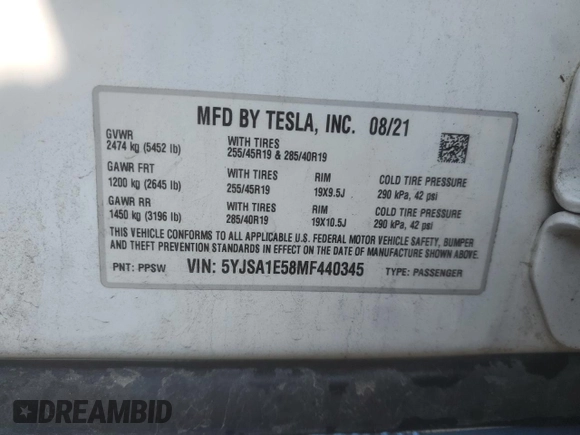 MFD BY TESLA, INC. 08/21
GVWR
2474 kg (5452 lb)
WITH TIRES
255/45R19 & 285/40R19
GAWR FRT
1200 kg (2645 lb)
WITH TIRES
255/45R19
RIM
19X9.5J
COLD TIRE PRESSURE
290 kPa, 42 psi
GAWR RR
1450 kg (3196 lb)
WITH TIRES
285/40R19
RIM
19X10.5J
COLD TIRE PRESSURE
290 kPa, 42 psi
THIS VEHICLE CONFORMS TO ALL APPLICABLE U.S. FEDERAL MOTOR VEHICLE SAFETY, BUMPER
AND THEFT PREVENTION STANDARDS IN EFFECT ON THE DATE OF MANUFACTURE SHOWN ABOVE.
PNT: PPSW VIN: 5YJSA1E58MF440345 TYPE: PASSENGER
DREAMBID